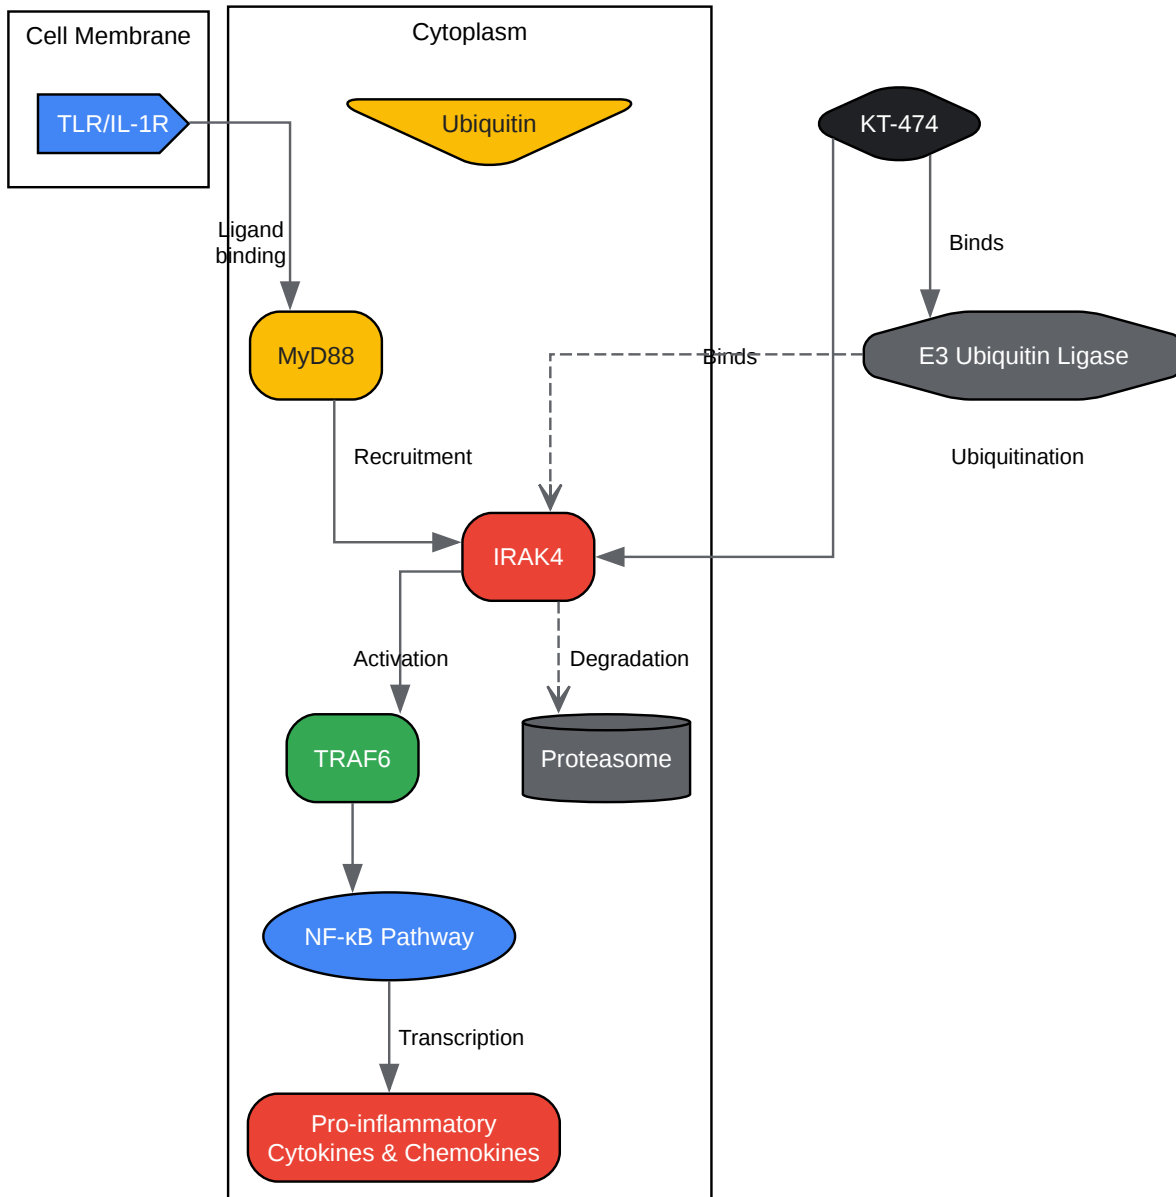 Cell Membrane
Cytoplasm
TLR/IL-1R
Ubiquitin
KT-474
Ligand
binding
Binds
MyD88
Binds
E3 Ubiquitin Ligase
Recruitment
Ubiquitination
IRAK4
Activation
Degradation
TRAF6
Proteasome
NF-κB Pathway
Transcription
Pro-inflammatory
Cytokines & Chemokines